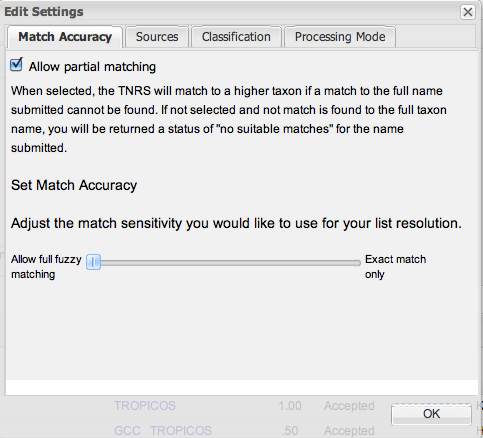 Edit Settings
Match Accuracy Sources Classification Processing Mode
Allow partial matching
When selected, the TNRS will match to a higher taxon if a match to the full name
submitted cannot be found. If not selected and not match is found to the full taxon
name, you will be returned a status of "no suitable matches" for the name
submitted.
Set Match Accuracy
Adjust the match sensitivity you would like to use for your list resolution.
Allow full fuzzy
matching
Exact match
only
TROPICOS 1.00 Accepted
OK
GCC TROPICOS .50 Accepted